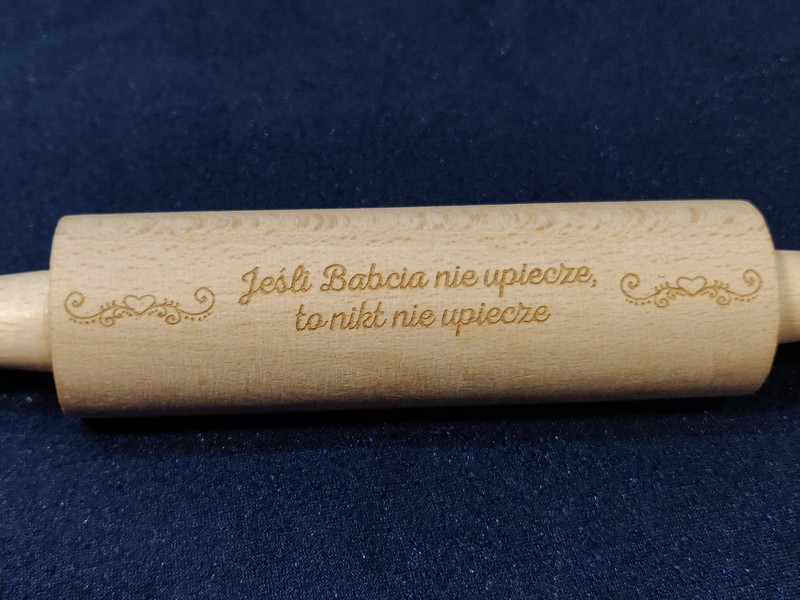 Jeśli Babcia nie upiecze,
to nikt nie upiecze